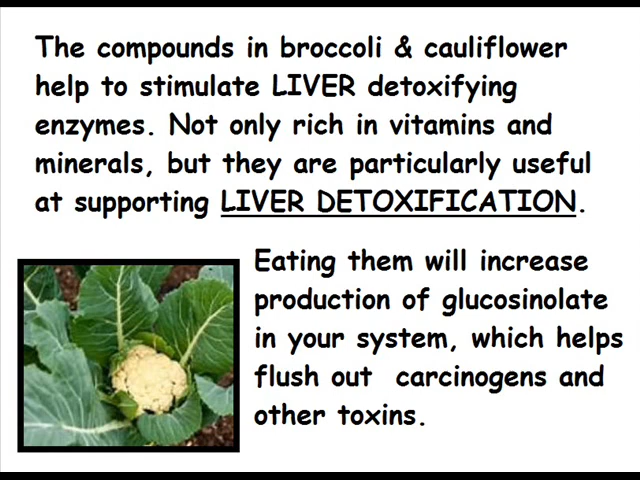 The compounds in broccoli & cauliflower
help to stimulate LIVER detoxifying
enzymes. Not only rich in vitamins and
minerals, but they are particularly useful
at supporting LIVER DETOXIFICATION.
Eating them will increase
production of glucosinolate
in your system, which helps
flush out  carcinogens and
other toxins.